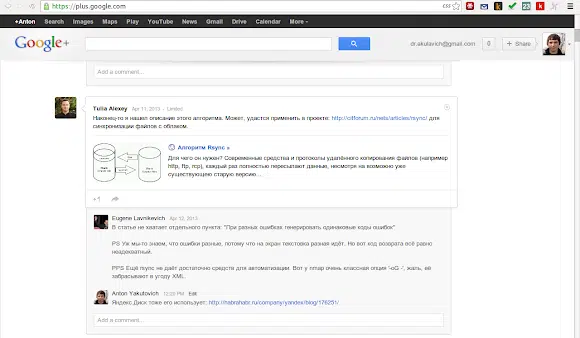 https://plus.google.com
CSS
+Anton Search Images Maps Play YouTube News Gmail Drive Calendar More
Google+
dr.akulavich@gmail.com 0 + Share
Add a comment...
Tulia Alexey Apr 11, 2013 - Limited
Наконец-то я нашел описание этого алгоритма. Может, удастся применить в проекте: http://citforum.ru/nets/articles/rsync/ для
синхронизации файлов с облаком.
Алгоритм Rsync »
Для чего он нужен? Современные средства и протоколы удалённого копирования файлов (например
http, ftp, rcp), каждый раз полностью пересылают данные, несмотря на возможно уже
существующую старую версию...
+1
Eugene Lavnikevich Apr 12, 2013
В статье не хватает отдельного пункта: "При разных ошибках генерировать одинаковые коды ошибок"
PS Уж мы-то знаем, что ошибки разные, потому что на экран текстовка разная идёт. Но вот код возврата всё равно
неадекватный.
PPS Ещё rsync не даёт достаточно средств для автоматизации. Вот у nmap очень классная опция '-oG -', жаль, её
забрасывают в угоду XML.
Anton Yakutovich 12:29 PM Edit
Яндекс.Диск тоже его использует: http://habrahabr.ru/company/yandex/blog/176251/
Add a comment...